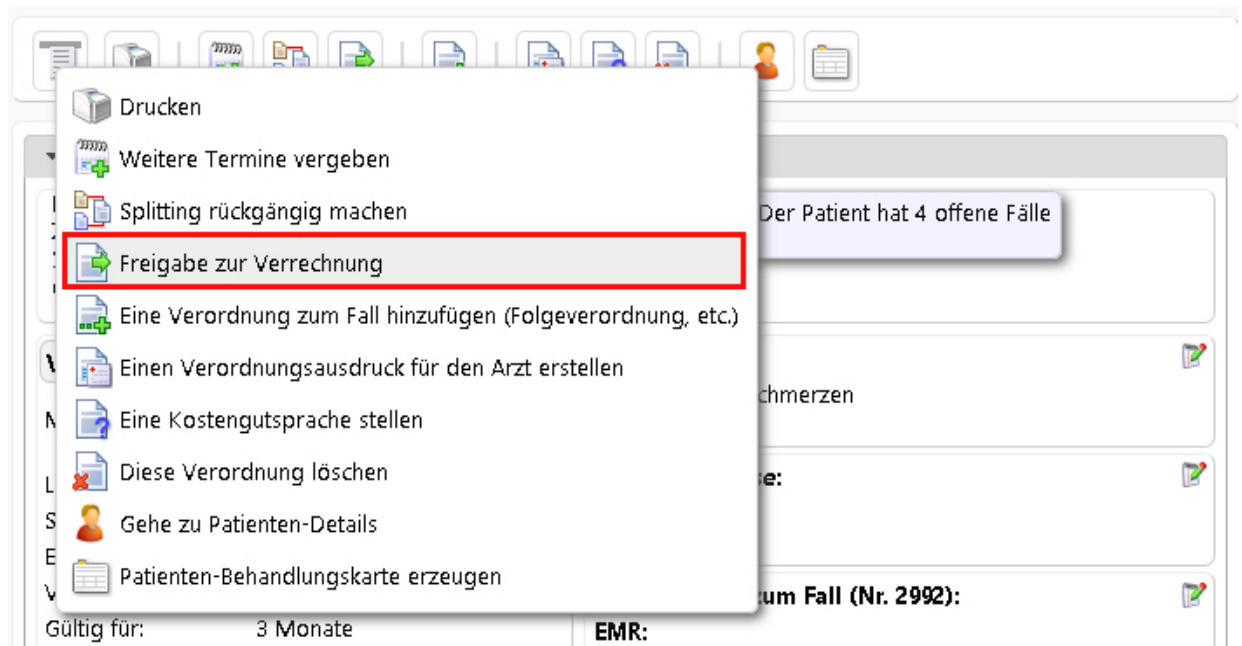 Drucken
Weitere Termine vergeben
Splitting rückgängig machen
Der Patient hat 4 offene Fälle
Freigabe zur Verrechnung
Eine Verordnung zum Fall hinzufügen (Folgeverordnung, etc.)
Einen Verordnungsausdruck für den Arzt erstellen
chmerzen
Eine Kostengutsprache stellen
Diese Verordnung löschen
se:
Gehe zu Patienten-Details
Patienten-Behandlungskarte erzeugen
zum Fall (Nr. 2992):
Gültig für: 3 Monate
EMR: